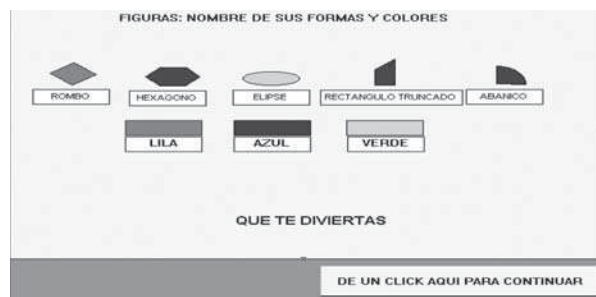 FIGURAS: NOMBRE DE SUS FORMAS Y COLORES
ROMBO HEXAGONO ELIPSE RECTANGULO TRUNCADO ABANICO
LILA AZUL VERDE
QUE TE DIVIERTAS
DE UN CLICK AQUI PARA CONTINUAR